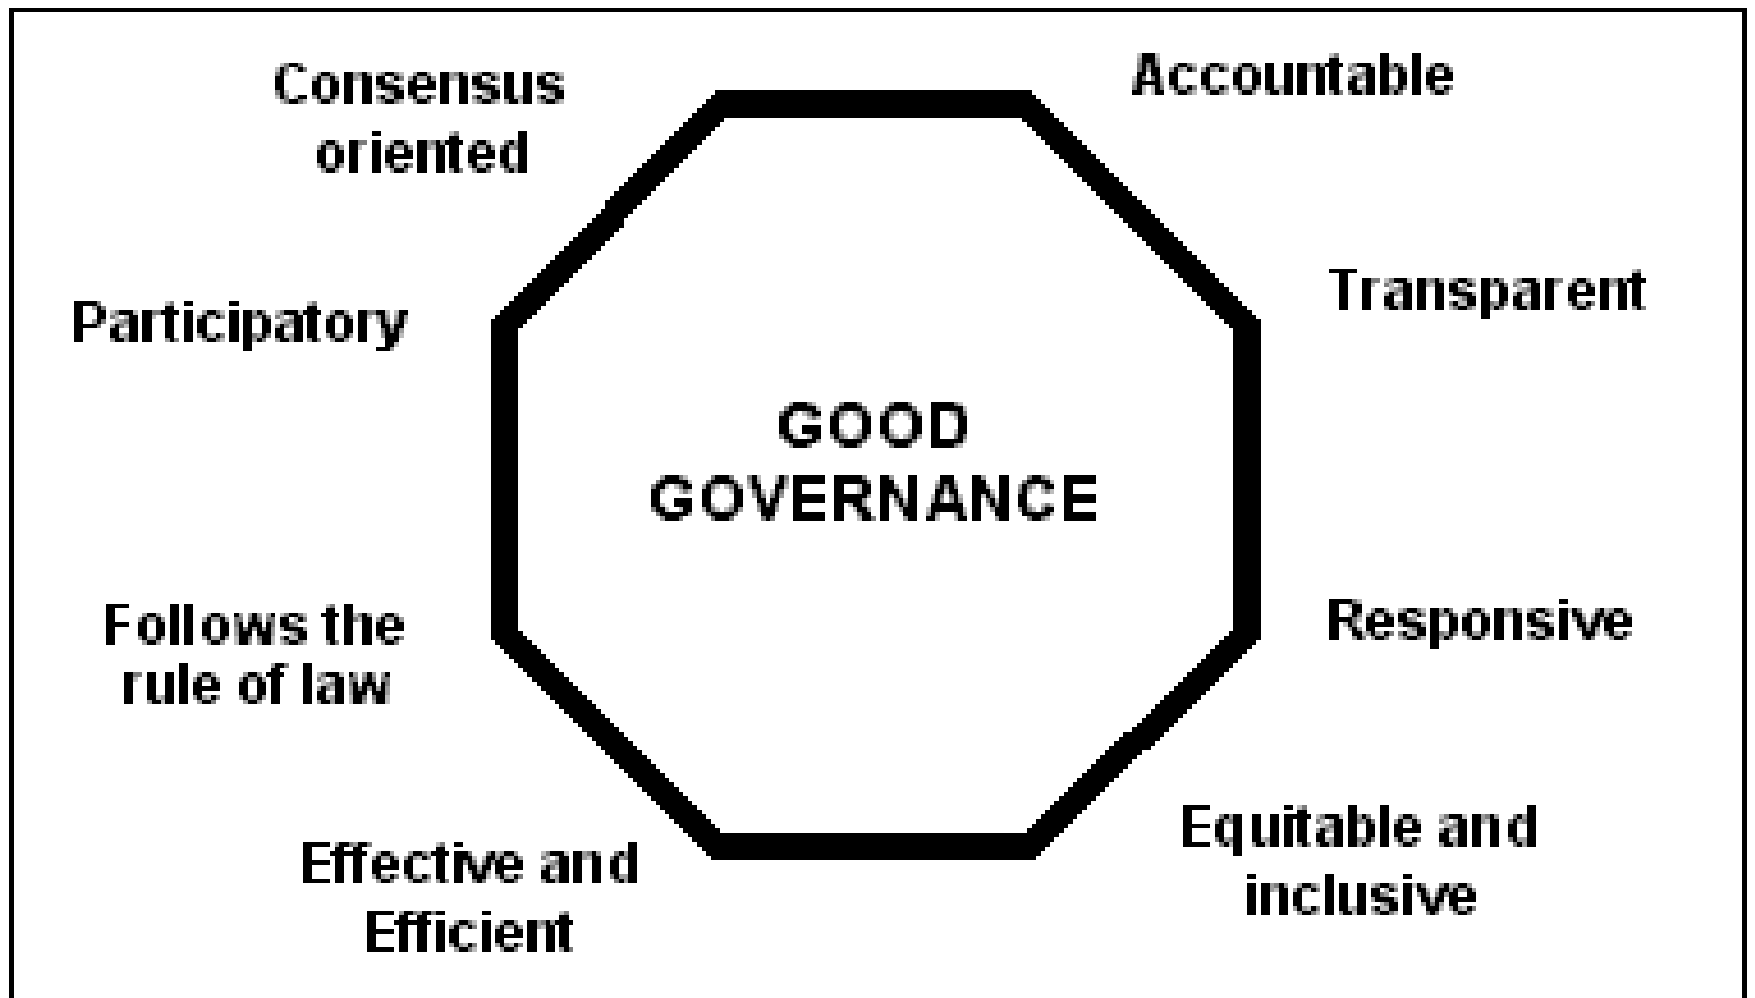 Consensus
oriented
Accountable
Participatory
Transparent
GOOD
GOVERNANCE
Follows the
rule of law
Responsive
Effective and
Efficient
Equitable and
inclusive